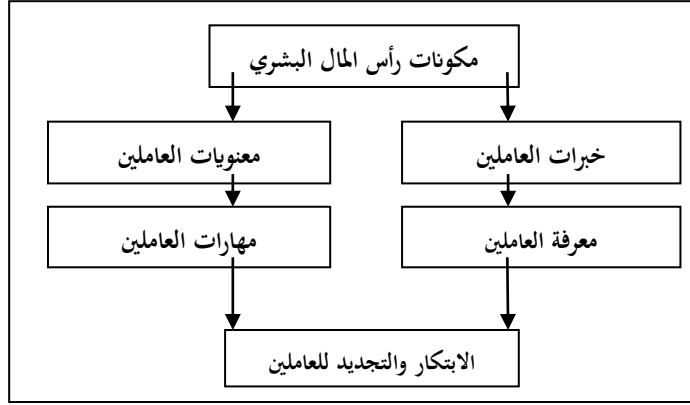 مكونات رأس المال البشري
خبرات العاملين
معنويات العاملين
معرفة العاملين
مهارات العاملين
الابتكار والتجديد للعاملين